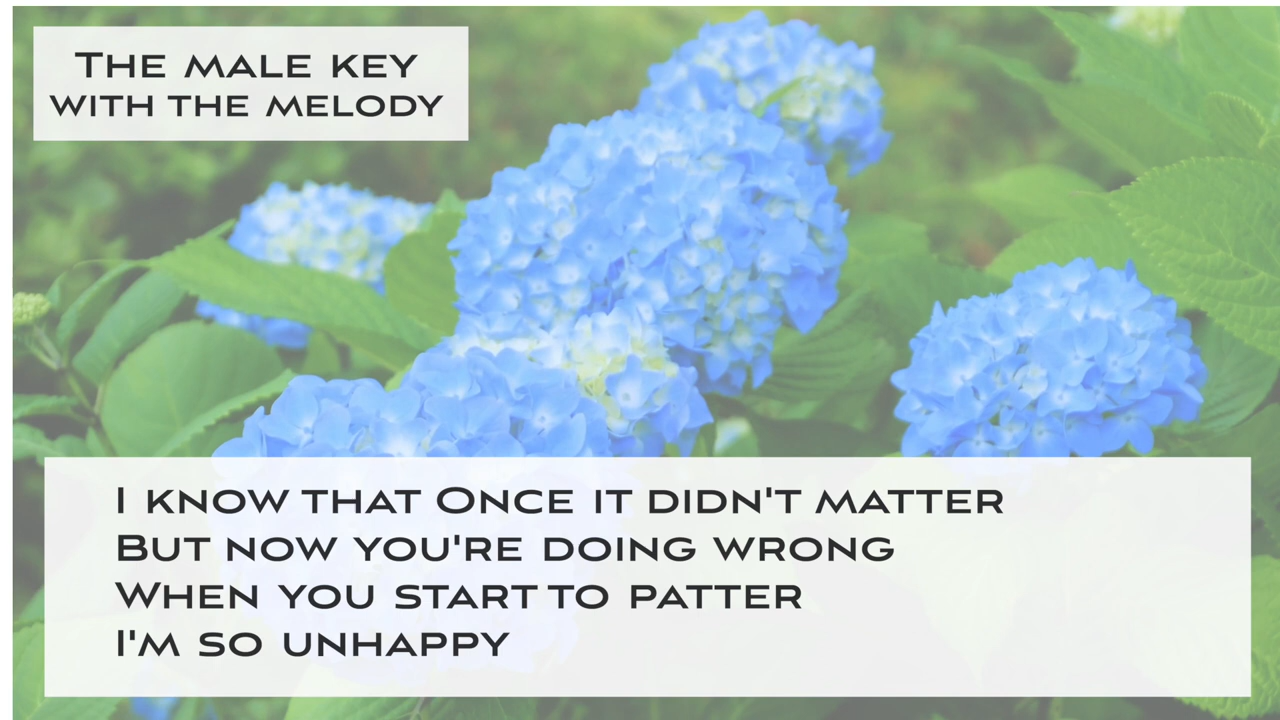 The male key
with the melody
I know that Once it didn't matter
But now you're doing wrong
When you start to patter
I'm so unhappy